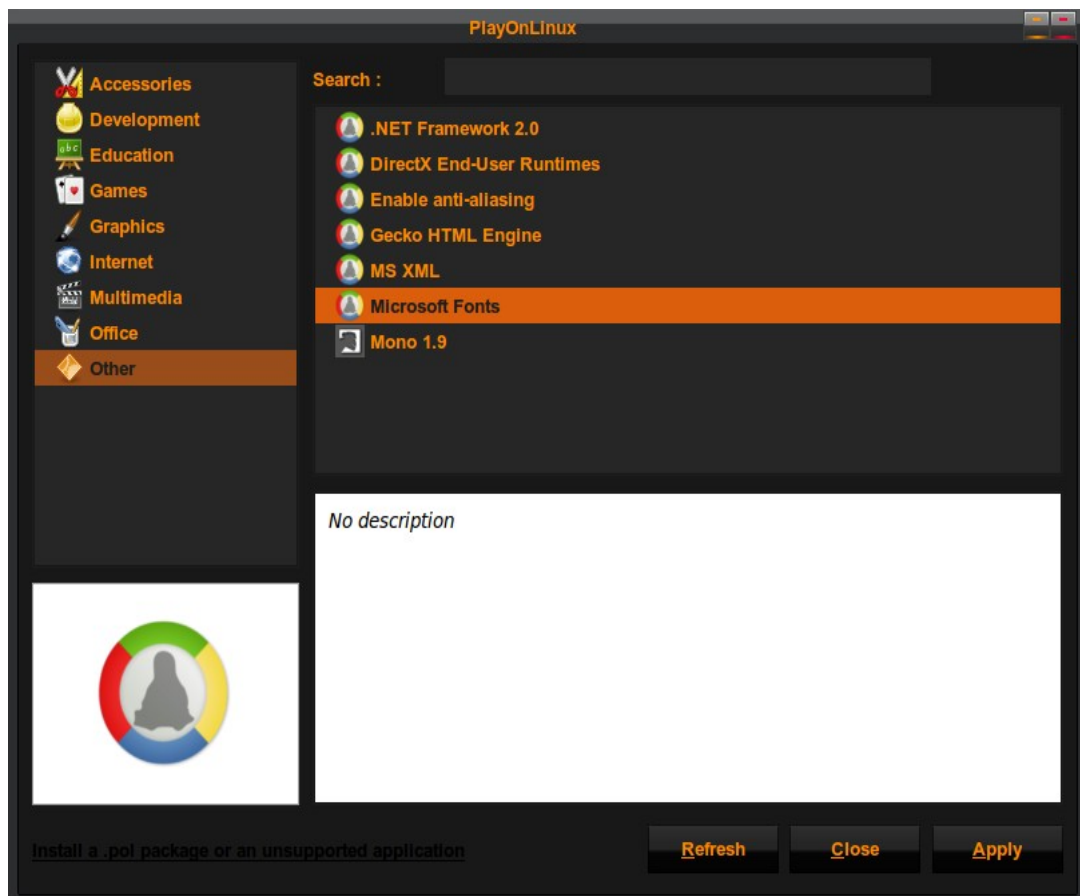 PlayOnLinux
Accessories
Development
Education
Games
Graphics
Internet
Multimedia
Office
Other
Search :
.NET Framework 2.0
DirectX End-User Runtimes
Enable anti-aliasing
Gecko HTML Engine
MS XML
Microsoft Fonts
Mono 1.9
No description
Install a .pol package or an unsupported application
Refresh
Close
Apply